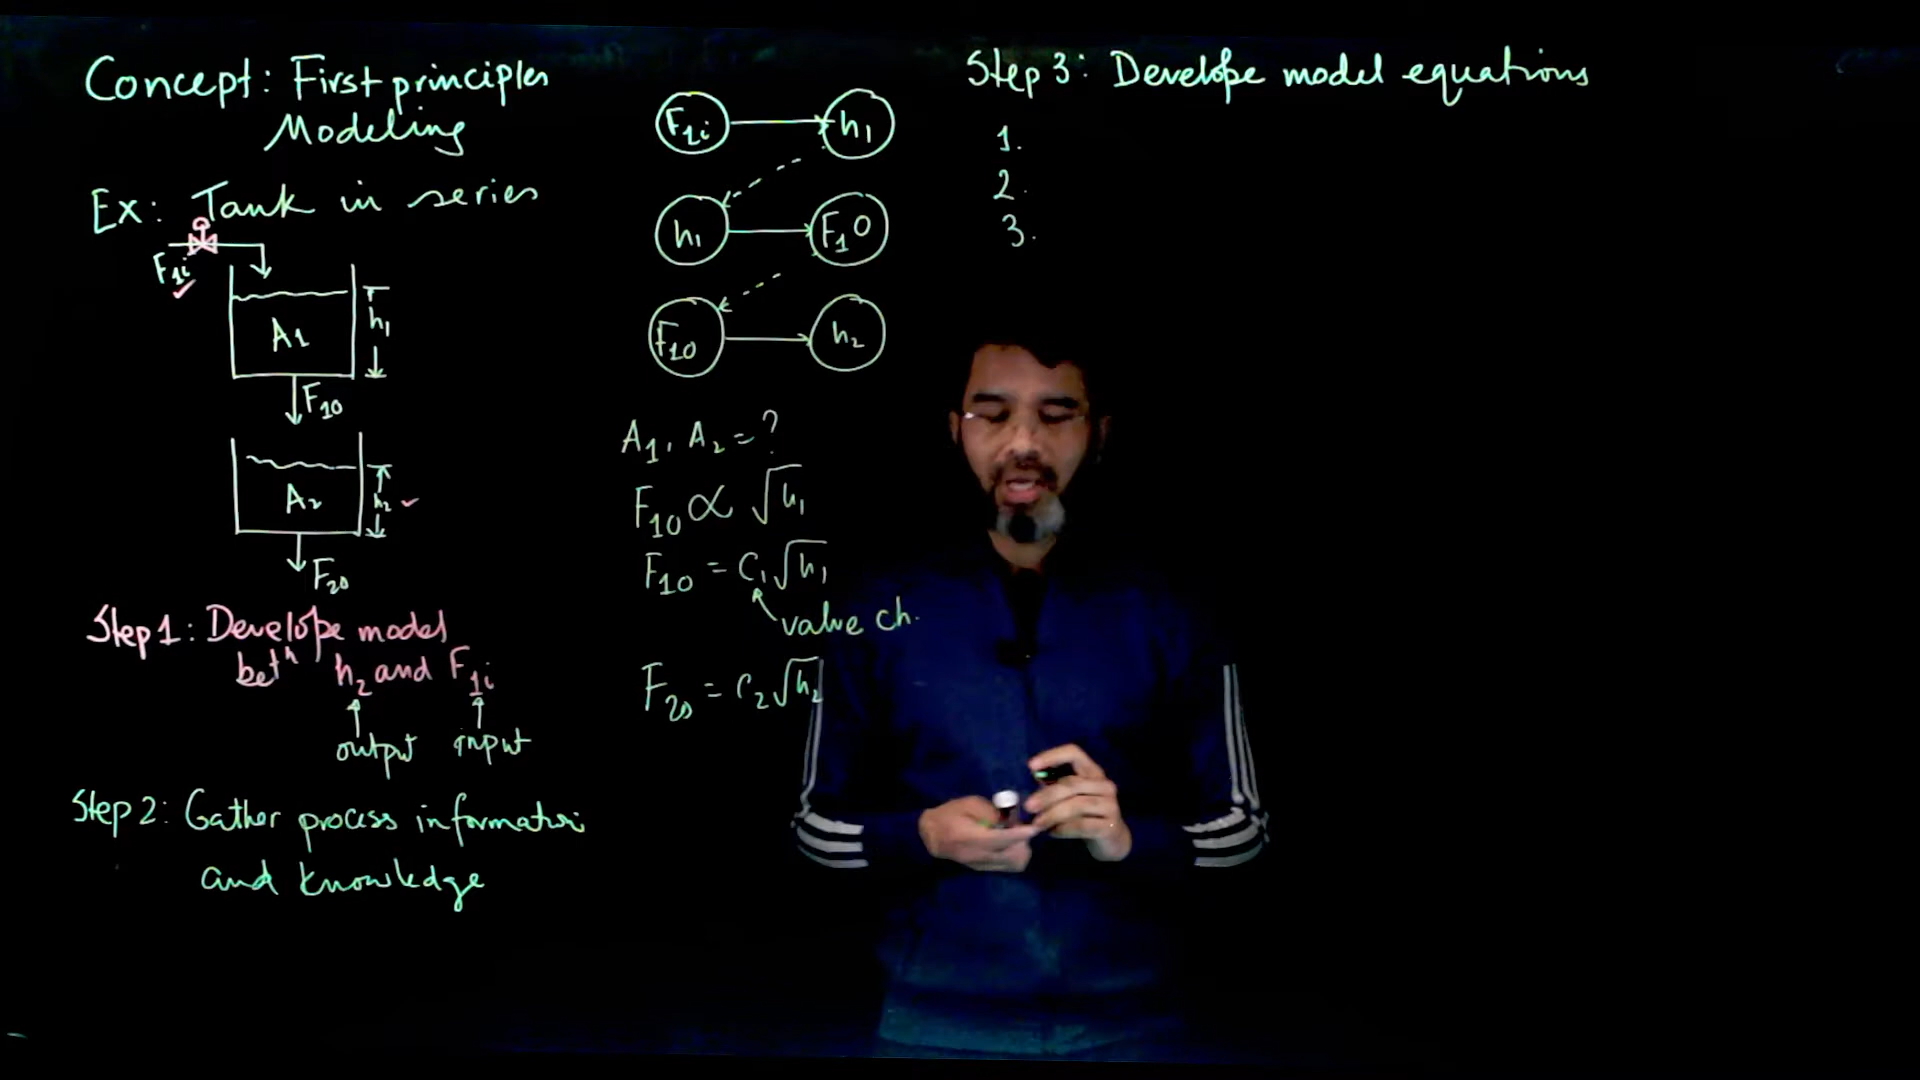 Concept: First principles
Modeling
Ex: Tank in series
F1i
A1
h1
F10
A2
h2
F20
Step 1: Develope model
betn h2 and F1i
output input
Step 2: Gather process information
and knowledge
F1i h1
h1 F10
F10 h2
A1, A2 = ?
F10 ∝ √h1
F10 = C1√h1
valve ch.
F20 = C2√h2
Step 3: Develope model equations
1.
2.
3.